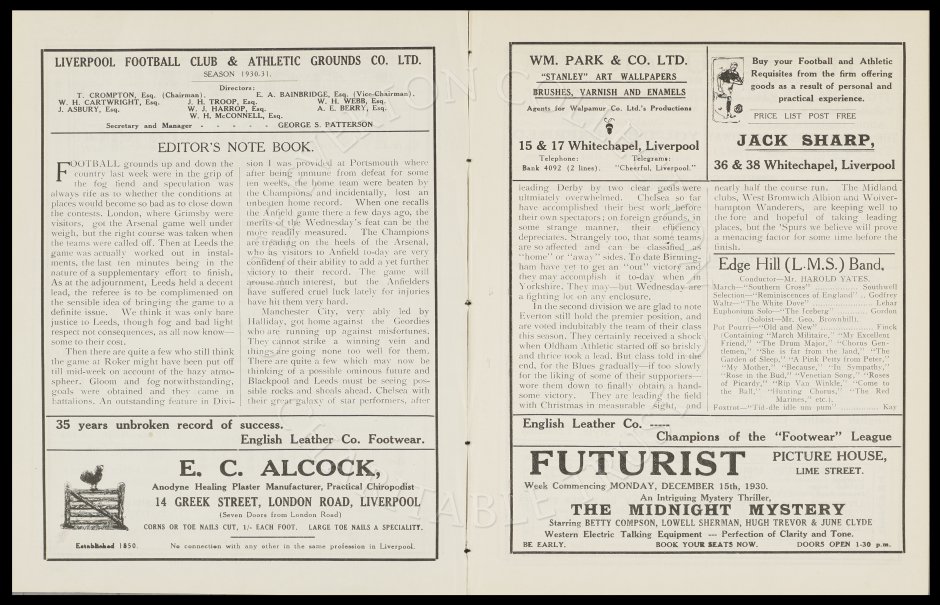 LIVERPOOL FOOTBALL CLUB & ATHLETIC GROUNDS CO. LTD.
SEASON 1930-31.
Directors:
T. CROMPTON, Esq. (Chairman). E. A. BAINBRIDGE, Esq. (Vice-Chairman).
W. H. CARTWRIGHT, Esq. J. H. TROOP, Esq. W. H. WEBB, Esq.
J. ASBURY, Esq. W. J. HARROP, Esq. A. E. BERRY, Esq.
W. H. McCONNELL, Esq.
Secretary and Manager - - - - - GEORGE S. PATTERSON
EDITOR'S NOTE BOOK.
FOOTBALL grounds up and down the
country last week were in the grip of
the fog fiend and speculation was
always rife as to whether the conditions at
places would become so bad as to close down
the contests. London, where Grimsby were
visitors, got the Arsenal game well under
weigh, but the right course was taken when
the teams were called off. Then at Leeds the
game was actually worked out in instal-
ments, the last ten minutes being in the
nature of a supplementary effort to finish.
As at the adjournment, Leeds held a decent
lead, the referee is to be complimented on
the sensible idea of bringing the game to a
definite issue. We think it was only bare
justice to Leeds, though fog and bad light
respect not consequences, as all now know—
some to their cost.
Then there are quite a few who still think
the game at Roker might have been put off
till mid-week on account of the hazy atmo-
sphere. Gloom and fog notwithstanding,
goals were obtained and they came in
battalions. An outstanding feature in Divi-
sion I was provided at Portsmouth where
after being immune from defeat for some
ten weeks, the home team were beaten by
the Champions and incidentally, lost an
unbeaten home record. When one recalls
the Anfield game there a few days ago, the
merits of the Wednesday's feat can be the
more readily measured. The Champions
are treading on the heels of the Arsenal,
who as visitors to Anfield to-day are very
confident of their ability to add a yet further
victory to their record. The game will
arouse much interest, but the Anfielders
have suffered cruel luck lately for injuries
have hit them very hard.
Manchester City, very ably led by
Halliday, got home against the Geordies
who are running up against misfortunes.
They cannot strike a winning vein and
things are going none too well for them.
There are quite a few which may now be
thinking of a possible ominous future and
Blackpool and Leeds must be seeing pos-
sible rocks and shoals ahead. Chelsea with
their great galaxy of star performers, after
35 years unbroken record of success.
English Leather Co. Footwear.
E. C. ALCOCK,
Anodyne Healing Plaster Manufacturer, Practical Chiropodist
14 GREEK STREET, LONDON ROAD, LIVERPOOL
(Seven Doors from London Road)
CORNS OR TOE NAILS CUT, 1/- EACH FOOT. LARGE TOE NAILS A SPECIALITY.
Established 1850. No connection with any other in the same profession in Liverpool.
WM. PARK & CO. LTD.
"STANLEY" ART WALLPAPERS
BRUSHES, VARNISH AND ENAMELS
Agents for Walpamur Co. Ltd.'s Productions
15 & 17 Whitechapel, Liverpool
Telephone: Telegrams:
Bank 4092 (2 lines). "Cheerful, Liverpool."
Buy your Football and Athletic
Requisites from the firm offering
goods as a result of personal and
practical experience.
PRICE LIST POST FREE
JACK SHARP,
36 & 38 Whitechapel, Liverpool
leading Derby by two clear goals were
ultimately overwhelmed. Chelsea so far
have accomplished their best work before
their own spectators; on foreign grounds, in
some strange manner, their efficiency
depreciates. Strangely too, that some teams
are so affected and can be classified as
"home" or "away" sides. To date Birming-
ham have yet to get an "out" victory and
they may accomplish it to-day when in
Yorkshire. They may—but Wednesday are
a fighting lot on any enclosure.
In the second division we are glad to note
Everton still hold the premier position, and
are voted indubitably the team of their class
this season. They certainly received a shock
when Oldham Athletic started off so briskly
and thrice took a lead. But class told in the
end, for the Blues gradually—if too slowly
for the liking of some of their supporters—
wore them down to finally obtain a hand-
some victory. They are leading the field
with Christmas in measurable sight, and
nearly half the course run. The Midland
clubs, West Bromwich Albion and Wolver-
hampton Wanderers, are keeping well to
the fore and hopeful of taking leading
places, but the 'Spurs we believe will prove
a menacing factor for some time before the
finish.
Edge Hill (L.M.S.) Band,
Conductor—Mr. HAROLD YATES.
March—"Southern Cross" Southwell
Selection—"Reminiscences of England" .. Godfrey
Waltz—"The White Dove" Lehar
Euphonium Solo—"The Iceberg" Gordon
(Soloist—Mr. Geo. Brownhill).
Pot Pourri—"Old and New" Finck
(Containing "March Militaire," "Mr Excellent
Friend," "The Drum Major," "Chorus Gen-
tlemen," "She is far from the land," "The
Garden of Sleep," "A Pink Petty from Peter,"
"My Mother," "Because," "In Sympathy,"
"Rose in the Bud," "Venetian Song," "Roses
of Picardy," "Rip Van Winkle," "Come to
the Ball," "Hunting Chorus," "The Red
Marines," etc.).
Foxtrot—"Tid-dle idle um pum" Kay
English Leather Co. -----
Champions of the "Footwear" League
FUTURIST PICTURE HOUSE,
LIME STREET.
Week Commencing MONDAY, DECEMBER 15th, 1930.
An Intriguing Mystery Thriller,
THE MIDNIGHT MYSTERY
Starring BETTY COMPSON, LOWELL SHERMAN, HUGH TREVOR & JUNE CLYDE
Western Electric Talking Equipment --- Perfection of Clarity and Tone.
BE EARLY. BOOK YOUR SEATS NOW. DOORS OPEN 1-30 p.m.